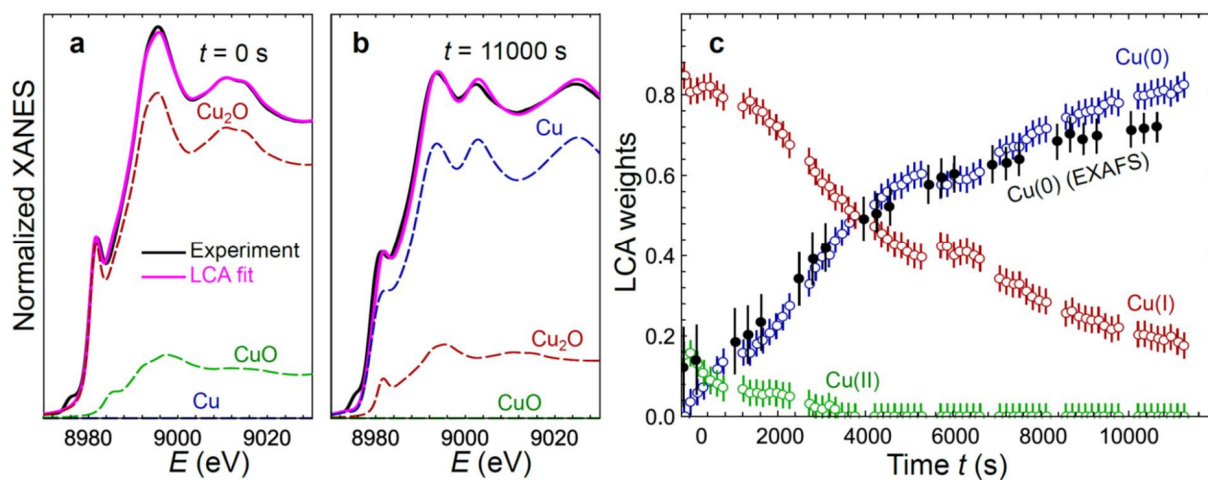 Normalized XANES
a
t = 0 s
Cu₂O
Experiment
LCA fit
CuO
Cu
8980 9000 9020
E (eV)
b
t = 11000 s
Cu
Cu₂O
CuO
8980 9000 9020
E (eV)
c
LCA weights
0.8
0.6
0.4
0.2
0.0
Cu(0)
Cu(0) (EXAFS)
Cu(I)
Cu(II)
0 2000 4000 6000 8000 10000
Time t (s)